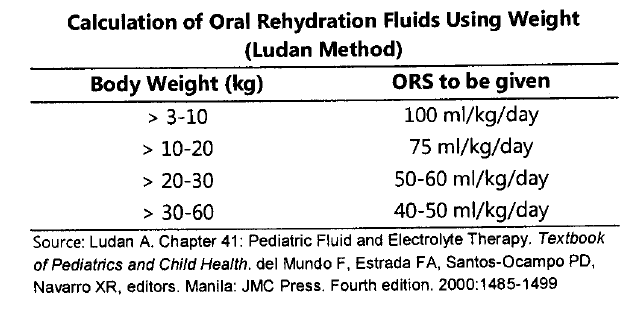 Calculation of Oral Rehydration Fluids Using Weight
(Ludan Method)
Body Weight (kg) ORS to be given
> 3-10 100 ml/kg/day
> 10-20 75 ml/kg/day
> 20-30 50-60 ml/kg/day
> 30-60 40-50 ml/kg/day
Source: Ludan A. Chapter 41: Pediatric Fluid and Electrolyte Therapy. Textbook
of Pediatrics and Child Health. del Mundo F, Estrada FA, Santos-Ocampo PD,
Navarro XR, editors. Manila: JMC Press. Fourth edition. 2000:1485-1499